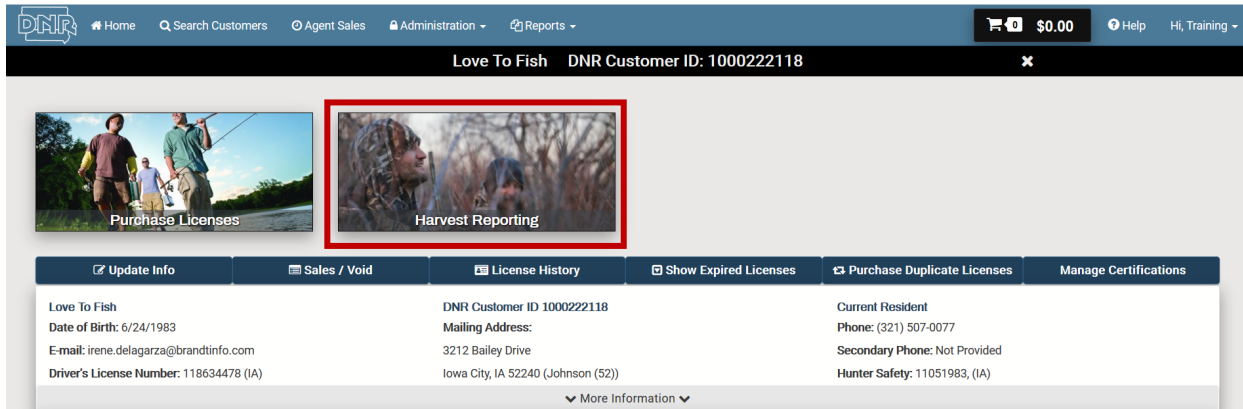 DNR Home Search Customers Agent Sales Administration Reports 0 $0.00 Help Hi, Training
Love To Fish DNR Customer ID: 1000222118
Purchase Licenses
Harvest Reporting
Update Info Sales / Void License History Show Expired Licenses Purchase Duplicate Licenses Manage Certifications
Love To Fish DNR Customer ID 1000222118 Current Resident
Date of Birth: 6/24/1983 Mailing Address: Phone: (321) 507-0077
E-mail: irene.delagarza@brandtinfo.com 3212 Bailey Drive Secondary Phone: Not Provided
Driver's License Number: 118634478 (IA) Iowa City, IA 52240 (Johnson (52)) Hunter Safety: 11051983, (IA)
More Information